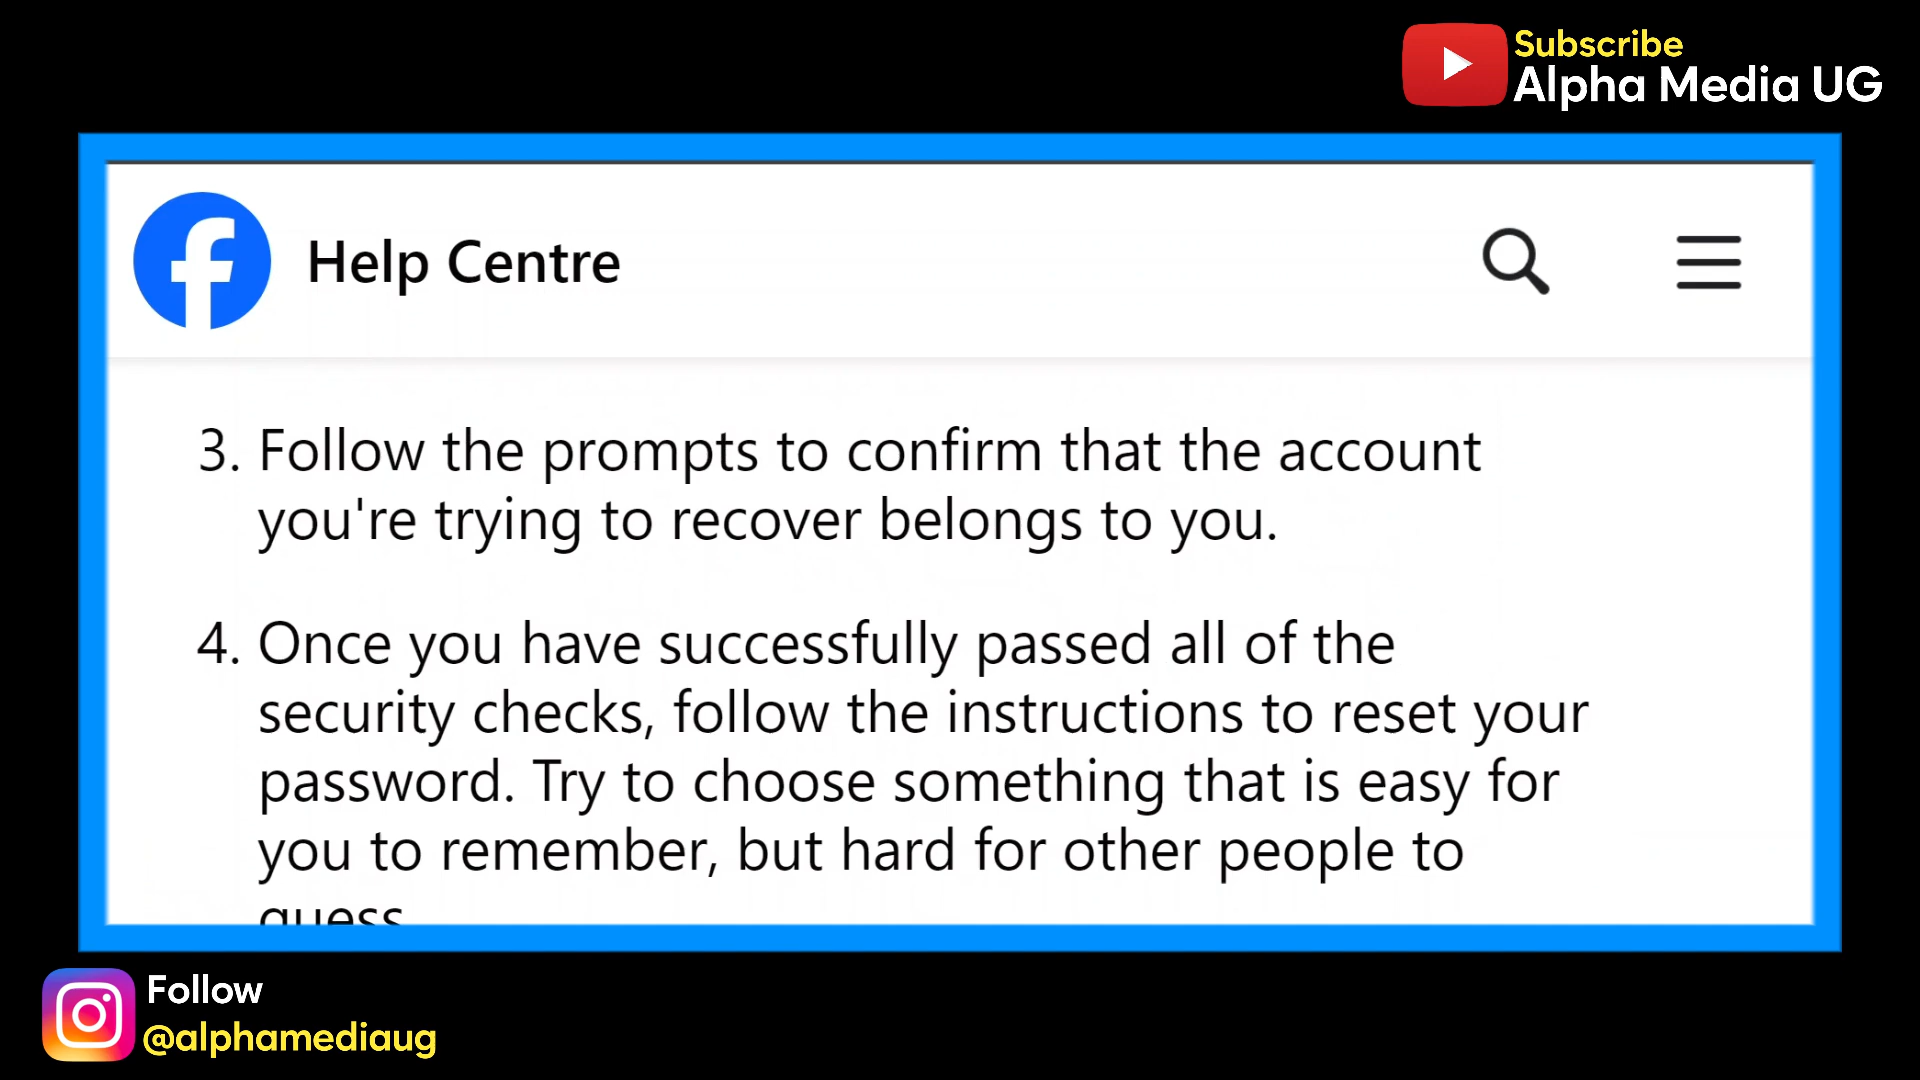 Subscribe
Alpha Media UG
Help Centre
3. Follow the prompts to confirm that the account
you're trying to recover belongs to you.
4. Once you have successfully passed all of the
security checks, follow the instructions to reset your
password. Try to choose something that is easy for
you to remember, but hard for other people to
guess.
Follow
@alphamediaug